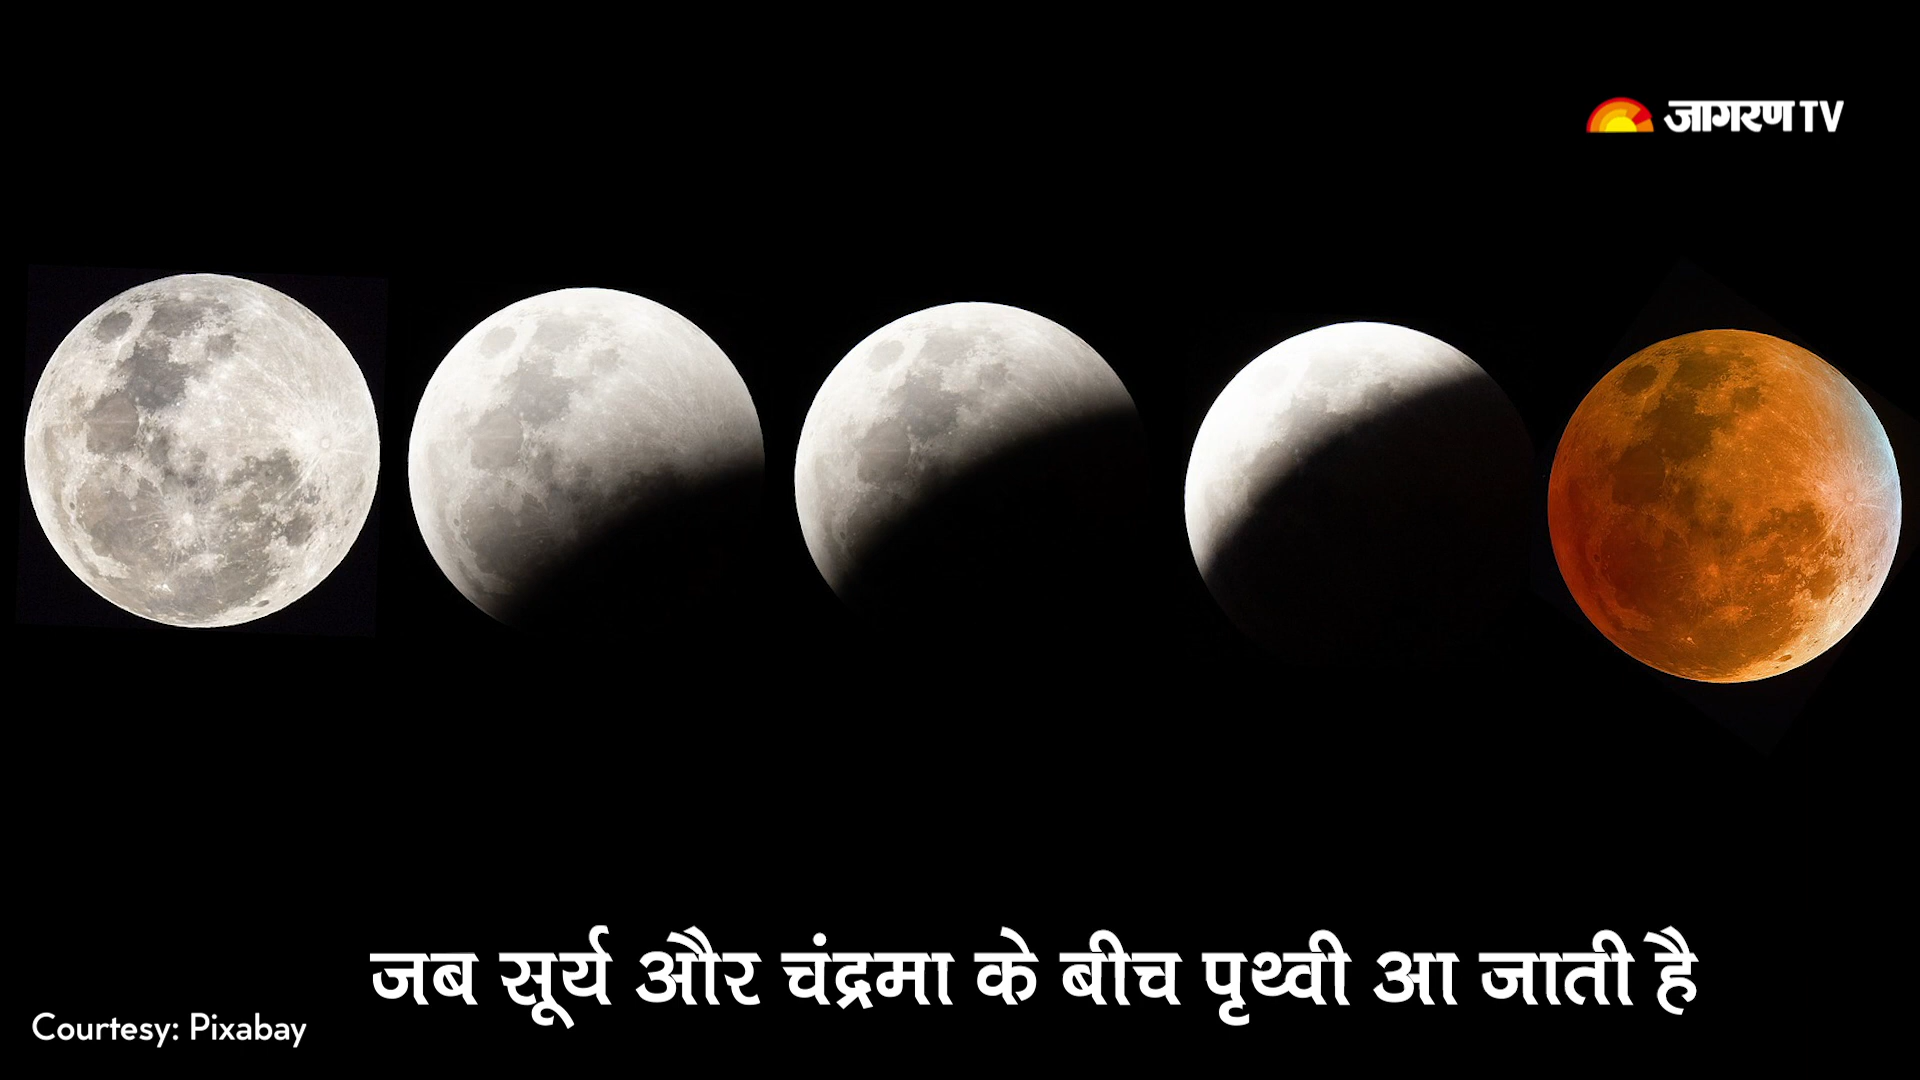 जागरण TV
जब सूर्य और चंद्रमा के बीच पृथ्वी आ जाती है
Courtesy: Pixabay